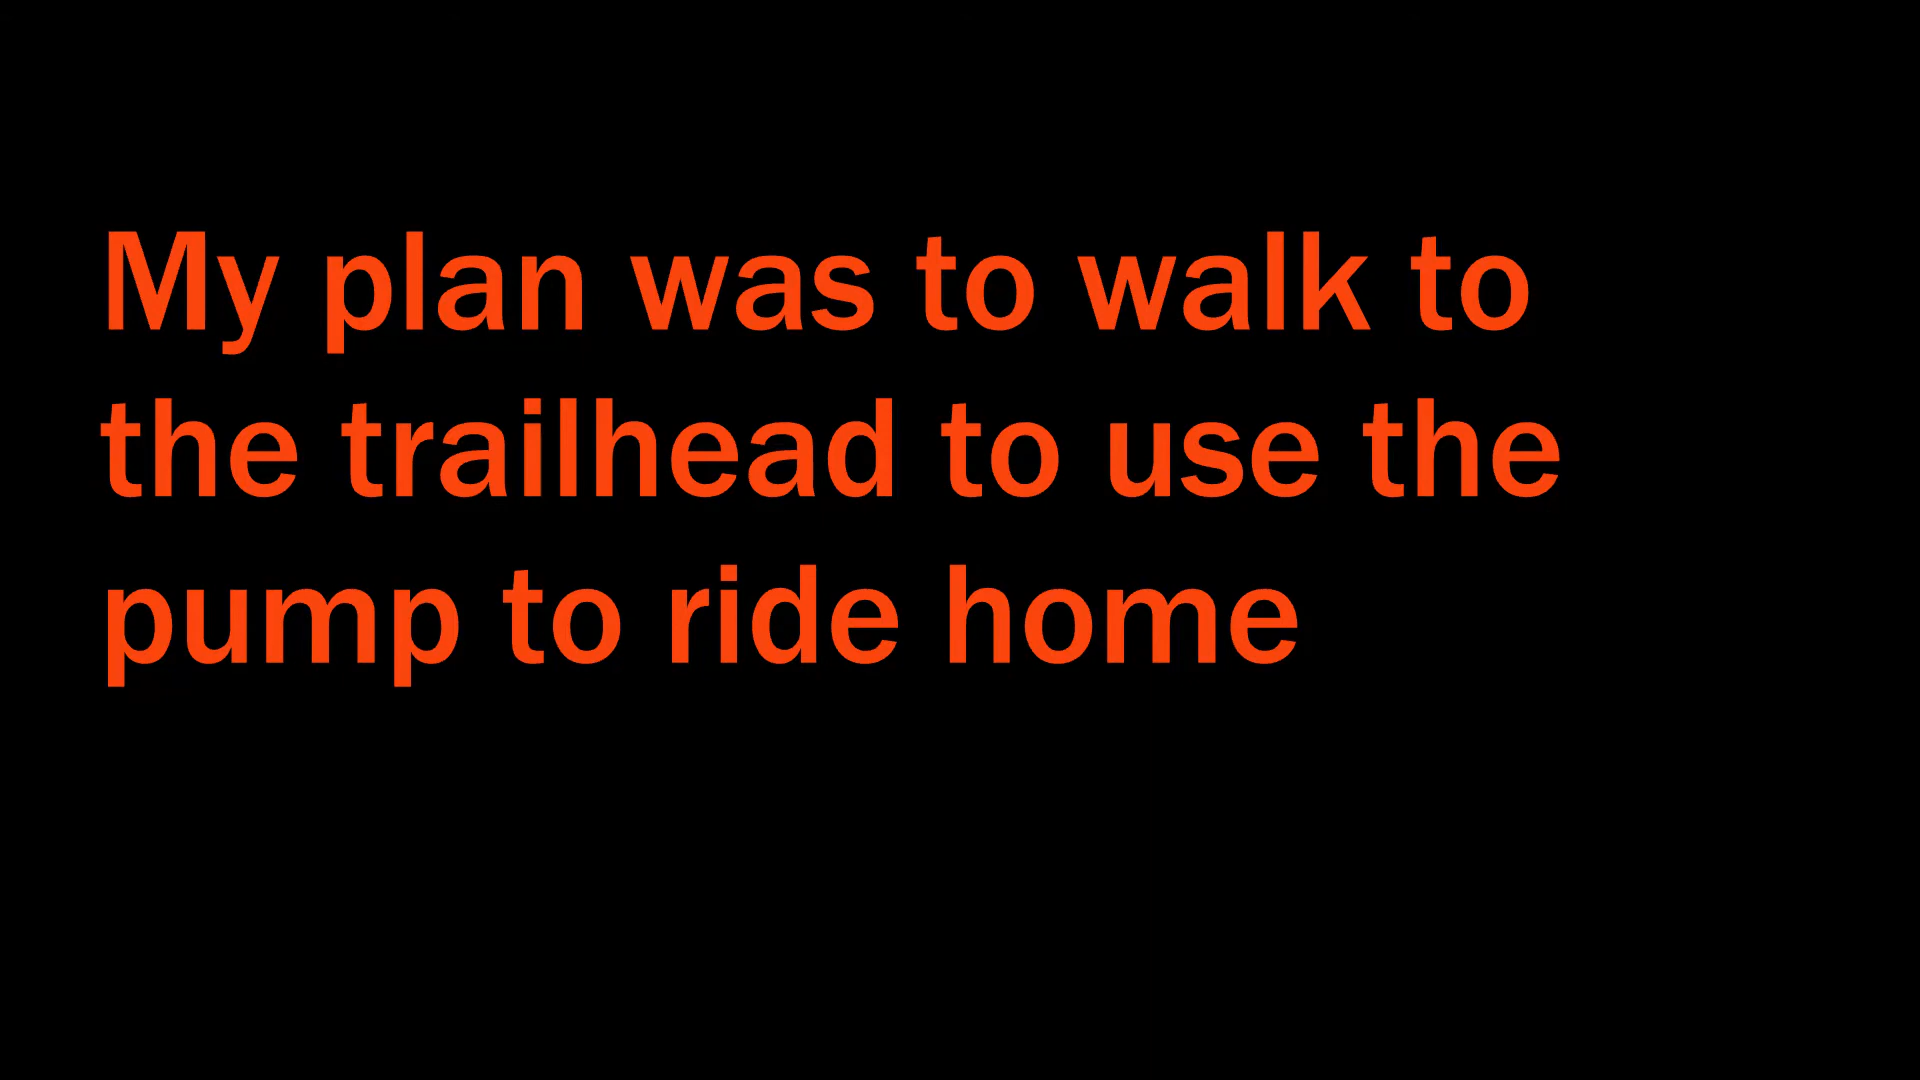 My plan was to walk to
the trailhead to use the
pump to ride home